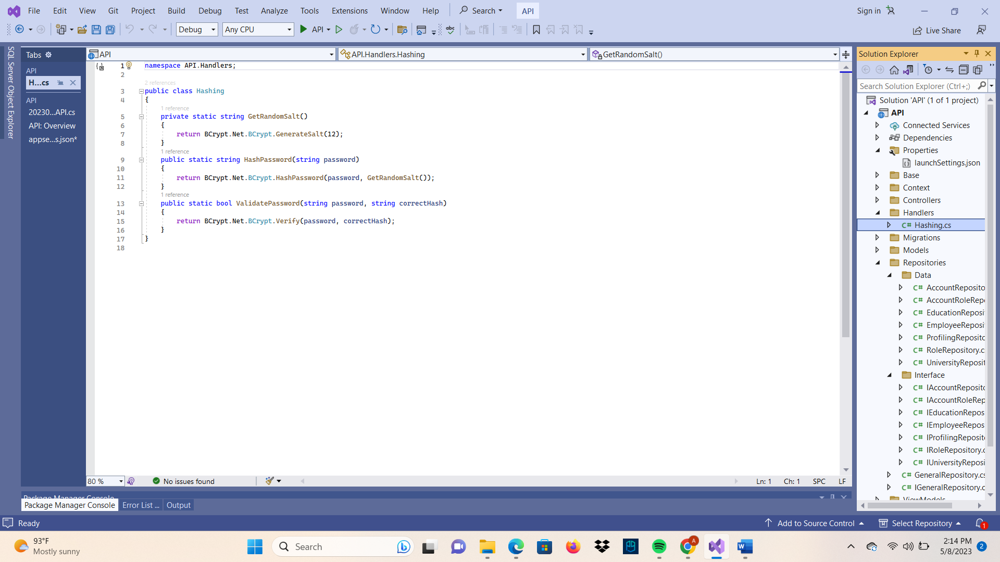 File Edit View Git Project Build Debug Test Analyze Tools Extensions Window Help Search API Sign in
Debug Any CPU API abc Live Share
SQL Server Object Explorer
Tabs
API
H...cs
API
20230...API.cs
API: Overview
appse...s.json*
API API.Handlers.Hashing GetRandomSalt()
1 namespace API.Handlers;
2
2 references
3 public class Hashing
4 {
1 reference
5 private static string GetRandomSalt()
6 {
7 return BCrypt.Net.BCrypt.GenerateSalt(12);
8 }
1 reference
9 public static string HashPassword(string password)
10 {
11 return BCrypt.Net.BCrypt.HashPassword(password, GetRandomSalt());
12 }
1 reference
13 public static bool ValidatePassword(string password, string correctHash)
14 {
15 return BCrypt.Net.BCrypt.Verify(password, correctHash);
16 }
17 }
18
80 % No issues found Ln: 1 Ch: 1 SPC LF
Solution Explorer
Search Solution Explorer (Ctrl+;)
Solution 'API' (1 of 1 project)
API
Connected Services
Dependencies
Properties
launchSettings.json
Base
Context
Controllers
Handlers
C# Hashing.cs
Migrations
Models
Repositories
Data
C# AccountReposito
C# AccountRoleRepo
C# EducationReposi
C# EmployeeReposi
C# ProfilingReposito
C# RoleRepository.c
C# UniversityReposit
Interface
C# IAccountReposito
C# IAccountRoleRep
C# IEducationRepos
C# IEmployeeRepos
C# IProfilingReposito
C# IRoleRepository.c
C# IUniversityReposi
C# GeneralRepository.cs
C# IGeneralRepository.c
ViewModels
Package Manager Console
Package Manager Console Error List ... Output
Ready Add to Source Control Select Repository 1
93°F
Mostly sunny
Search
A
2:14 PM
5/8/2023
2